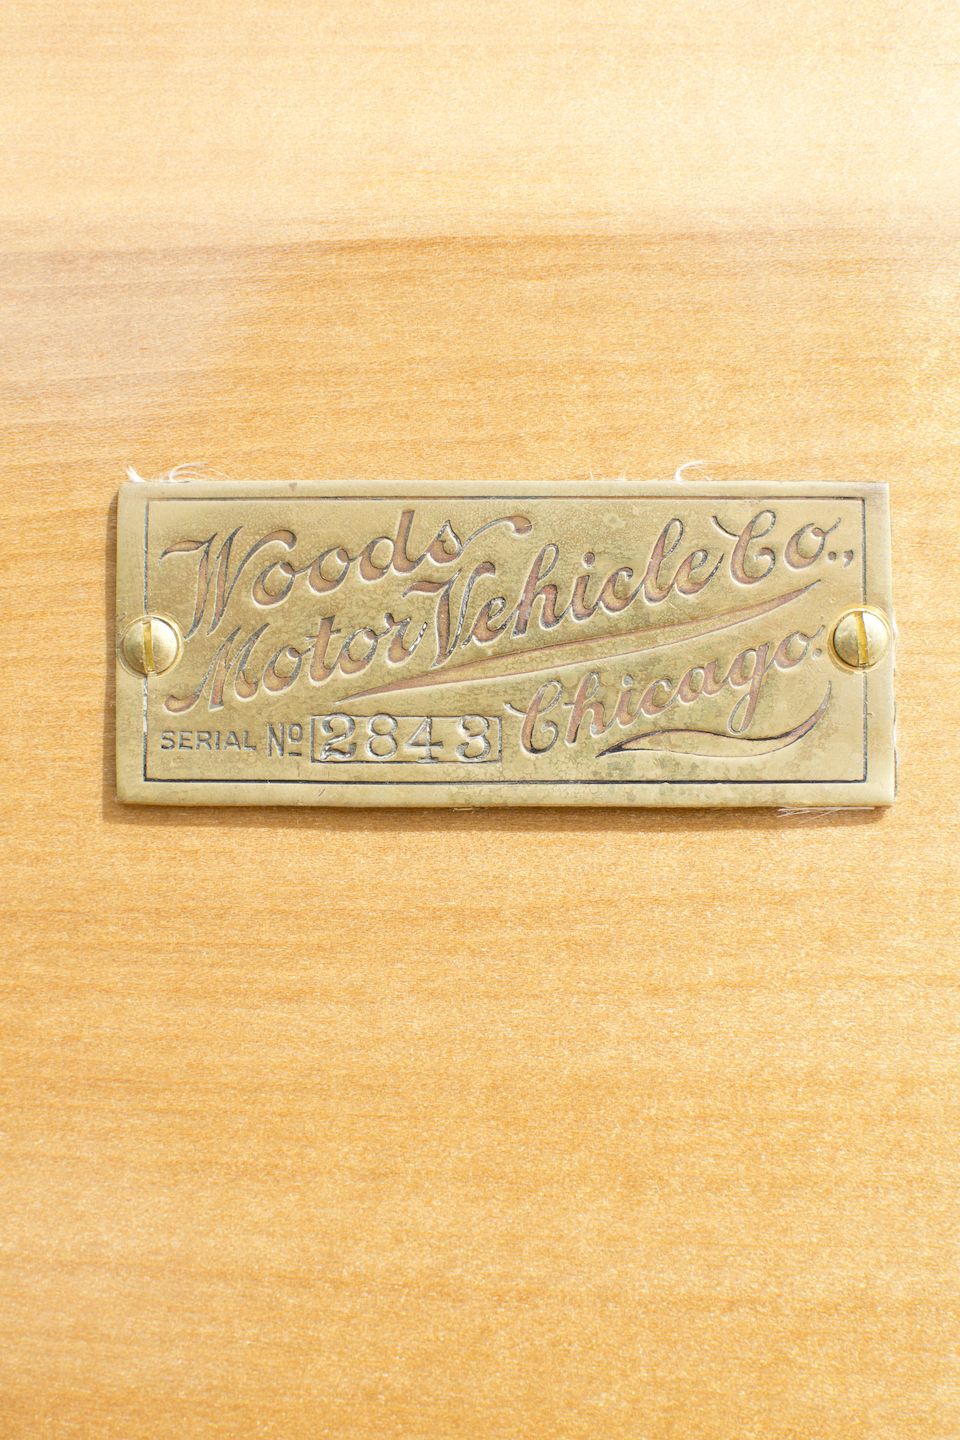 Woods
Motor Vehicle Co.,
Chicago.
SERIAL NO 2843